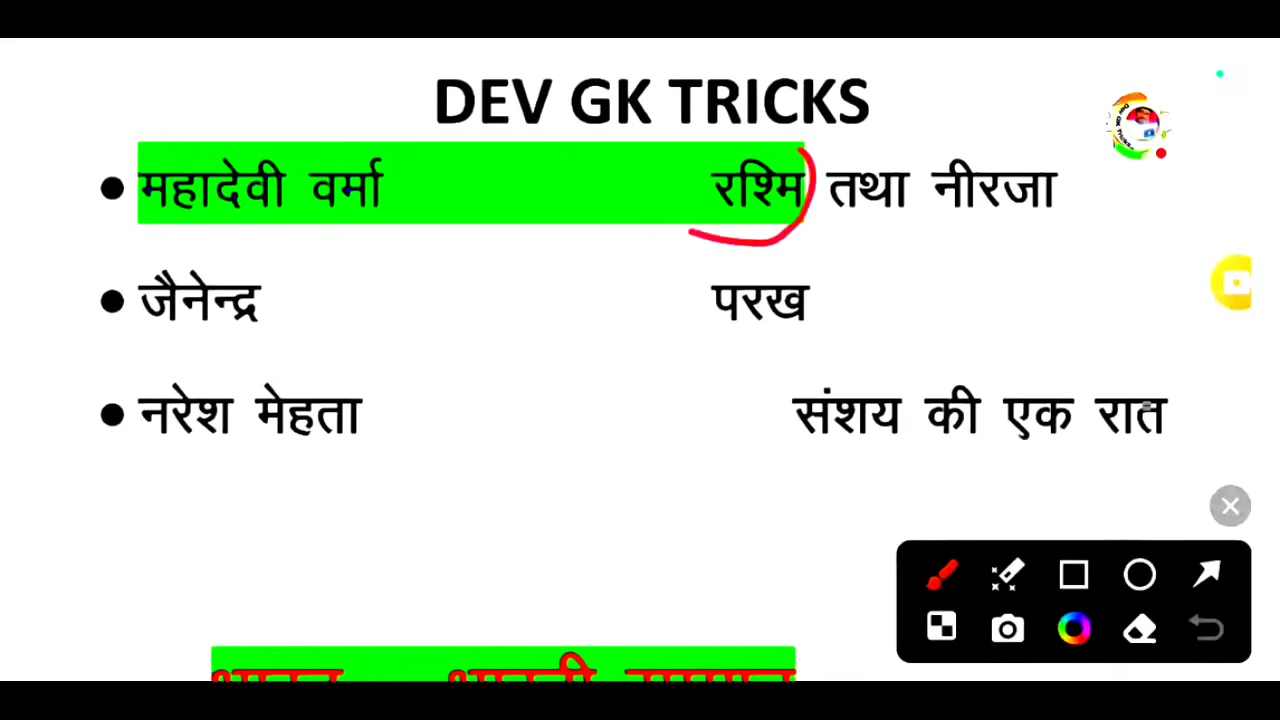 DEV GK TRICKS
• महादेवी वर्मा रश्मि तथा नीरजा
• जैनेन्द्र परख
• नरेश मेहता संशय की एक रात